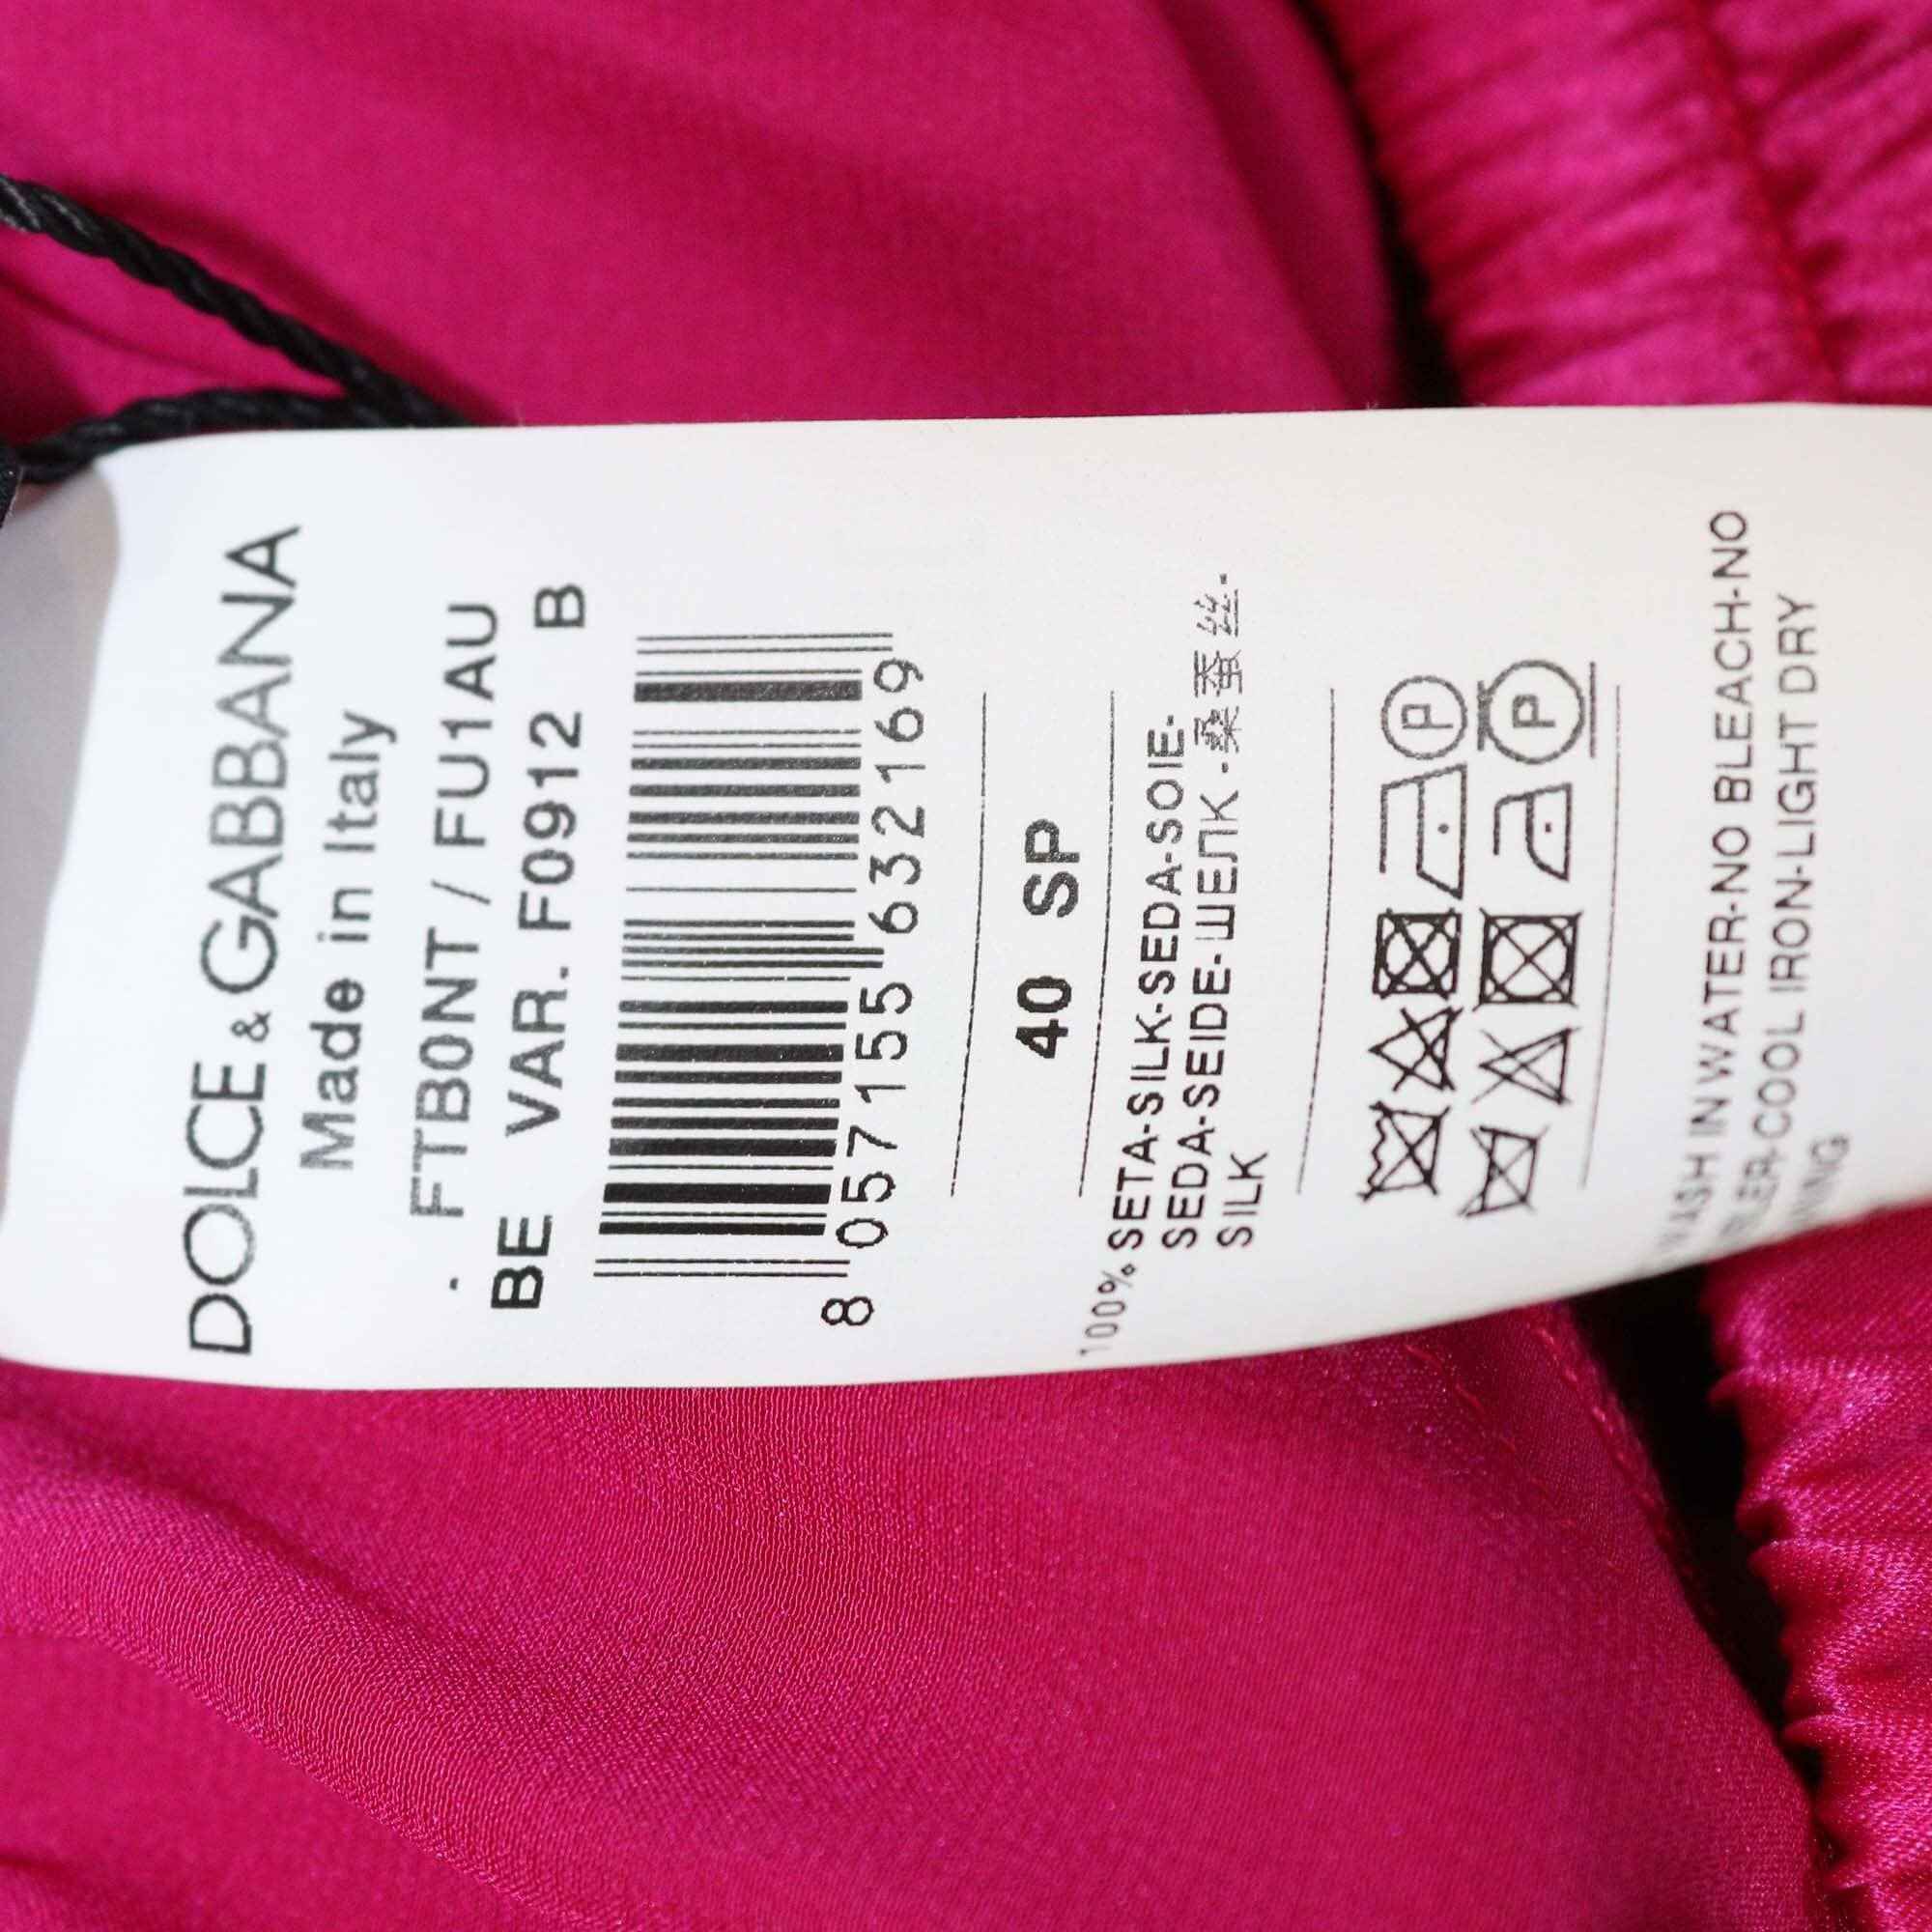 DOLCE & GABBANA
Made in Italy
. FTB0NT / FU1AU
BE VAR. F0912 B
8 057155 632169
40 SP
100% SETA-SILK-SEDA-SOIE-
SEDA-SEIDE-ШЕЛК-桑蚕丝-
SILK
P
P
WASH IN WATER-NO BLEACH-NO
COOL IRON-LIGHT DRY